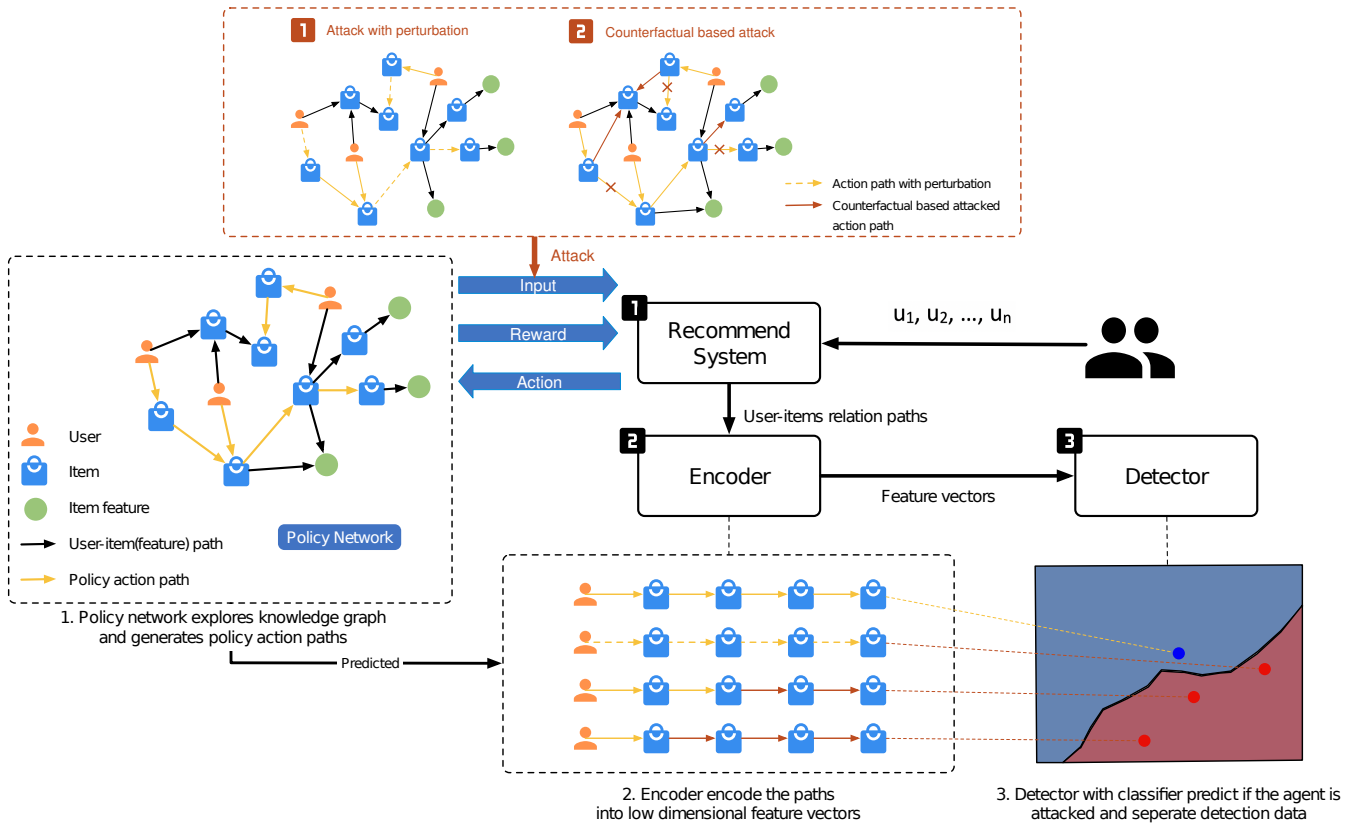 1 Attack with perturbation
2 Counterfactual based attack
Action path with perturbation
Counterfactual based attacked
action path
Attack
Input
Reward
Action
1
Recommend
System
u1, u2, ..., un
User-items relation paths
2
Encoder
Feature vectors
3
Detector
User
Item
Item feature
User-item(feature) path
Policy action path
Policy Network
1. Policy network explores knowledge graph
and generates policy action paths
Predicted
2. Encoder encode the paths
into low dimensional feature vectors
3. Detector with classifier predict if the agent is
attacked and seperate detection data